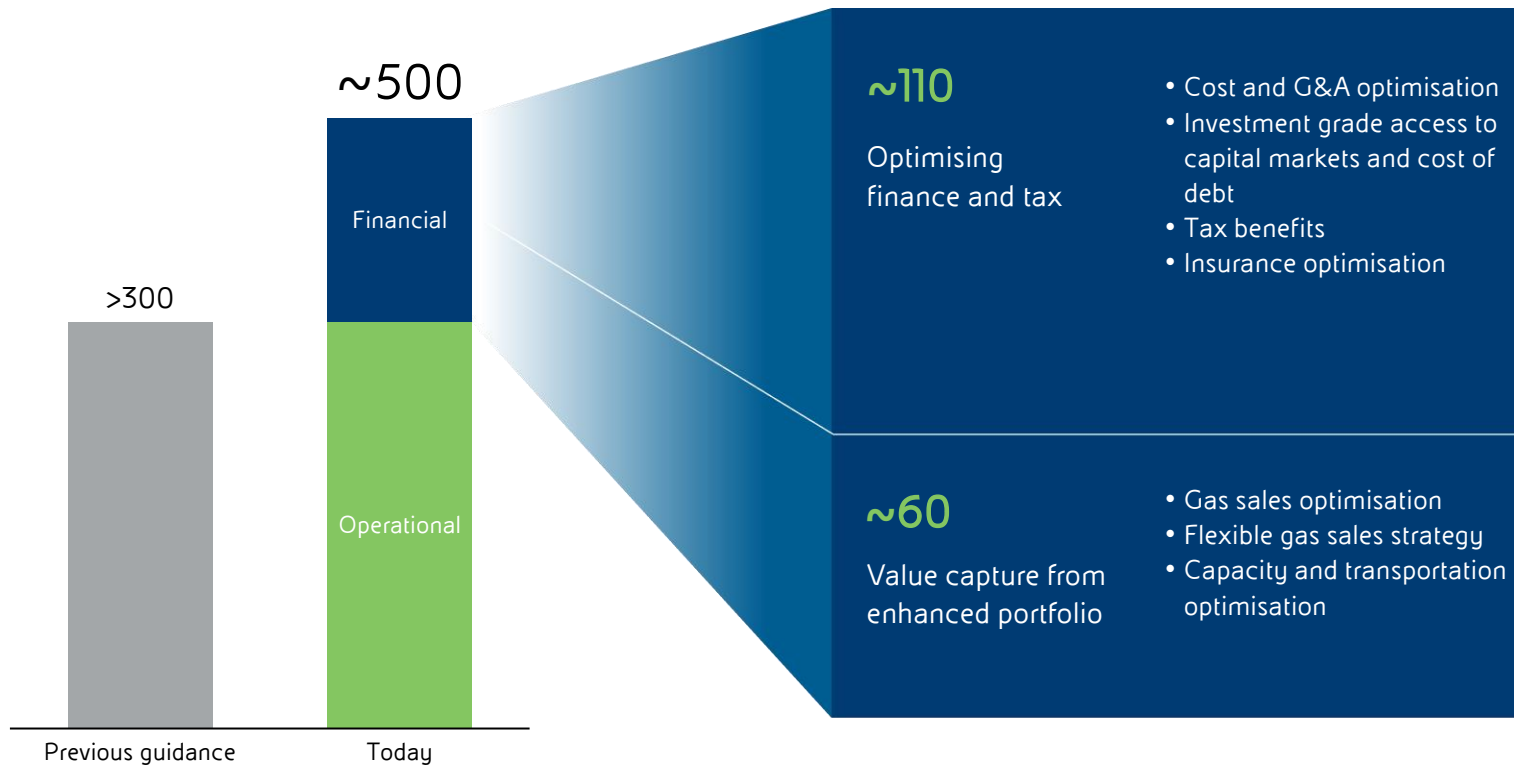 ~500
Financial
>300
Operational
Previous guidance
Today
~110
Optimising
finance and tax
• Cost and G&A optimisation
• Investment grade access to
capital markets and cost of
debt
• Tax benefits
• Insurance optimisation
~60
Value capture from
enhanced portfolio
• Gas sales optimisation
• Flexible gas sales strategy
• Capacity and transportation
optimisation